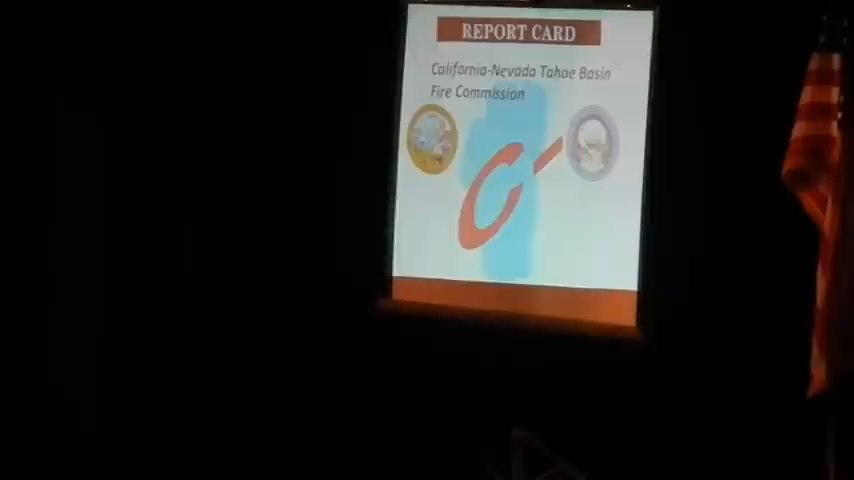 REPORT CARD
California-Nevada Tahoe Basin
Fire Commission
C-